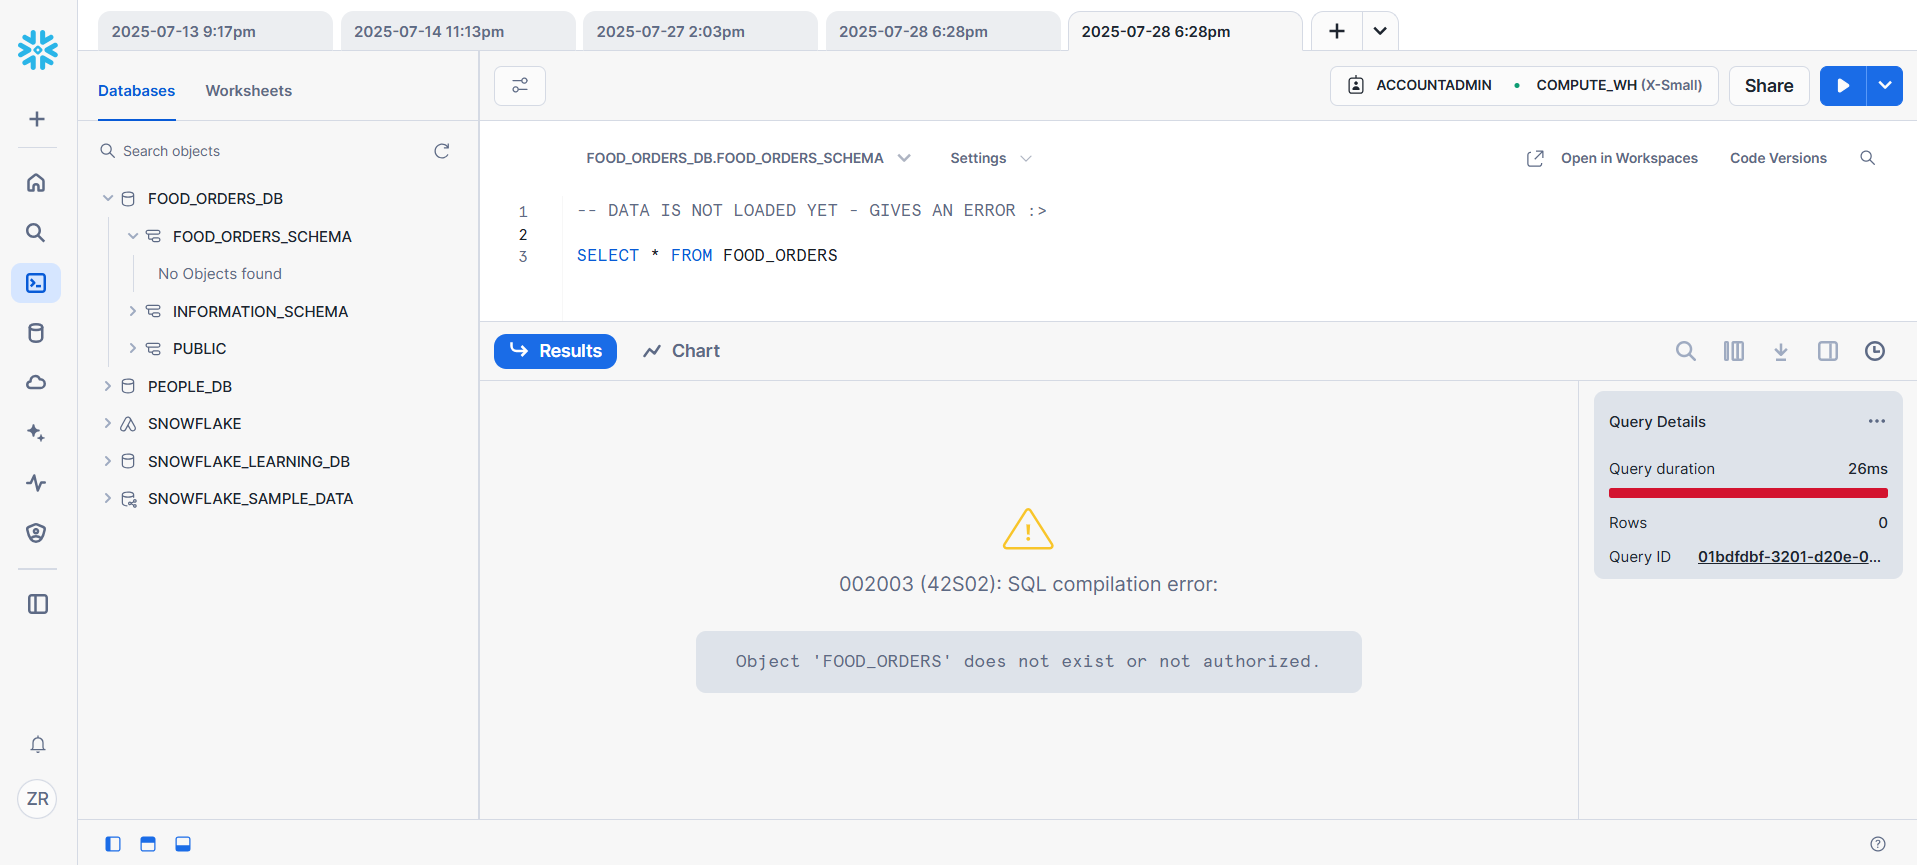 2025-07-13 9:17pm
2025-07-14 11:13pm
2025-07-27 2:03pm
2025-07-28 6:28pm
2025-07-28 6:28pm
Databases
Worksheets
ACCOUNTADMIN
COMPUTE_WH (X-Small)
Share
Search objects
FOOD_ORDERS_DB
FOOD_ORDERS_SCHEMA
No Objects found
INFORMATION_SCHEMA
PUBLIC
PEOPLE_DB
SNOWFLAKE
SNOWFLAKE_LEARNING_DB
SNOWFLAKE_SAMPLE_DATA
ZR
FOOD_ORDERS_DB.FOOD_ORDERS_SCHEMA
Settings
Open in Workspaces
Code Versions
1 -- DATA IS NOT LOADED YET - GIVES AN ERROR :>
2
3 SELECT * FROM FOOD_ORDERS
Results
Chart
002003 (42S02): SQL compilation error:
Object 'FOOD_ORDERS' does not exist or not authorized.
Query Details
Query duration 26ms
Rows 0
Query ID 01bdfdbf-3201-d20e-0...